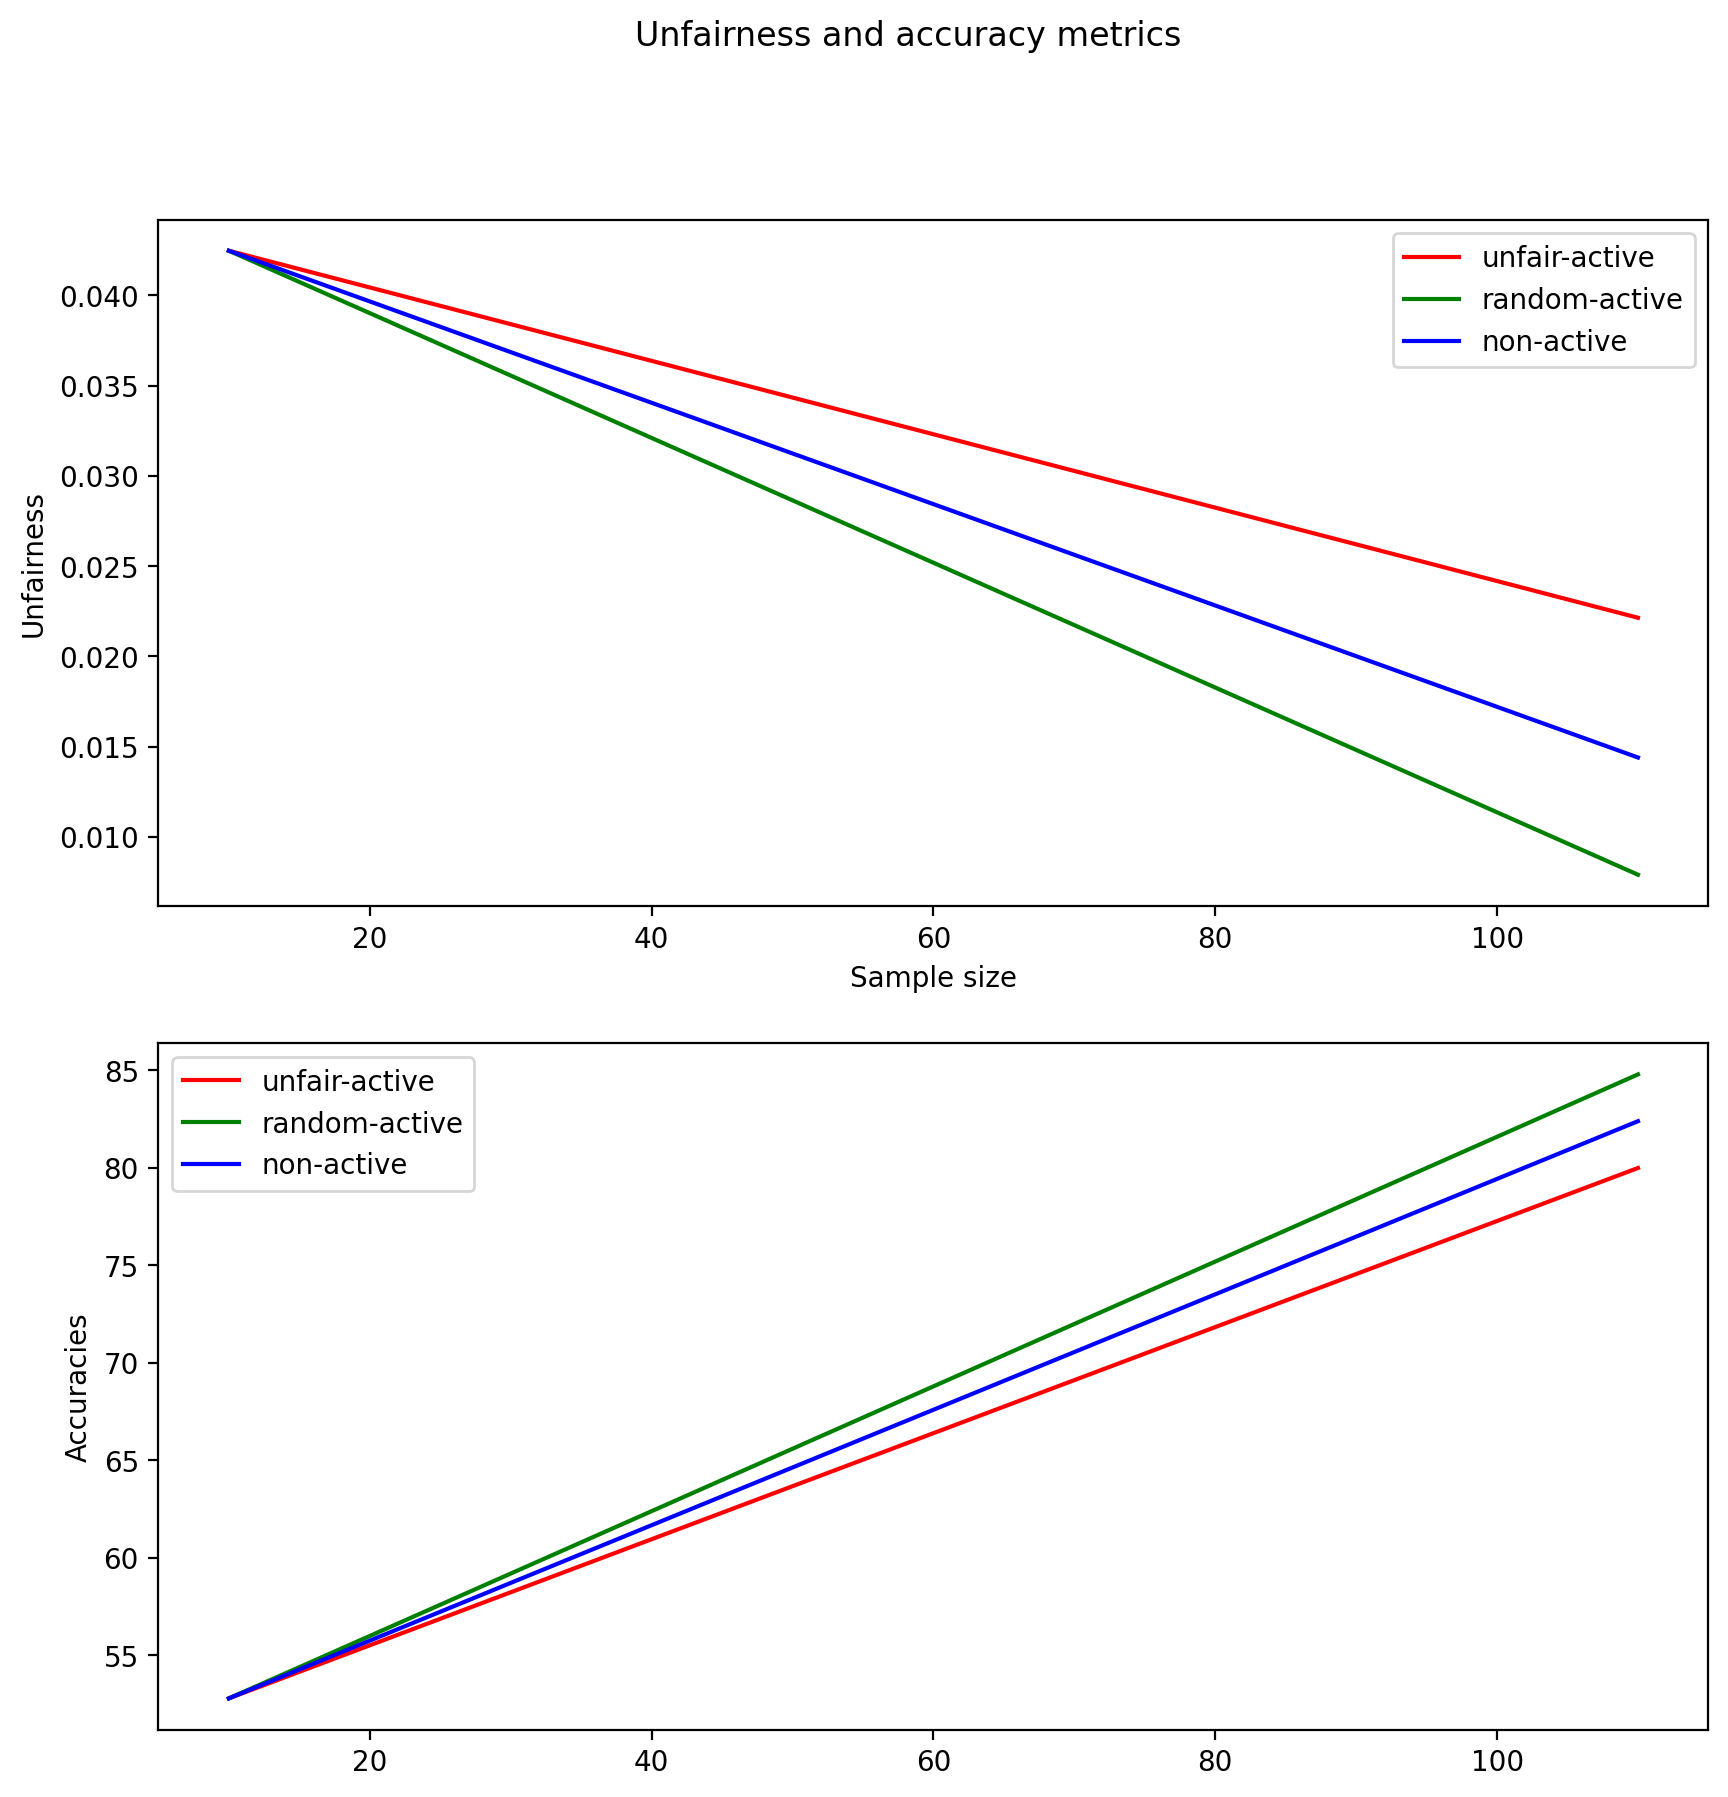 Unfairness and accuracy metrics
unfair-active
random-active
non-active
0.040
0.035
0.030
0.025
0.020
0.015
0.010
Unfairness
20 40 60 80 100
Sample size
unfair-active
random-active
non-active
85
80
75
70
65
60
55
Accuracies
20 40 60 80 100